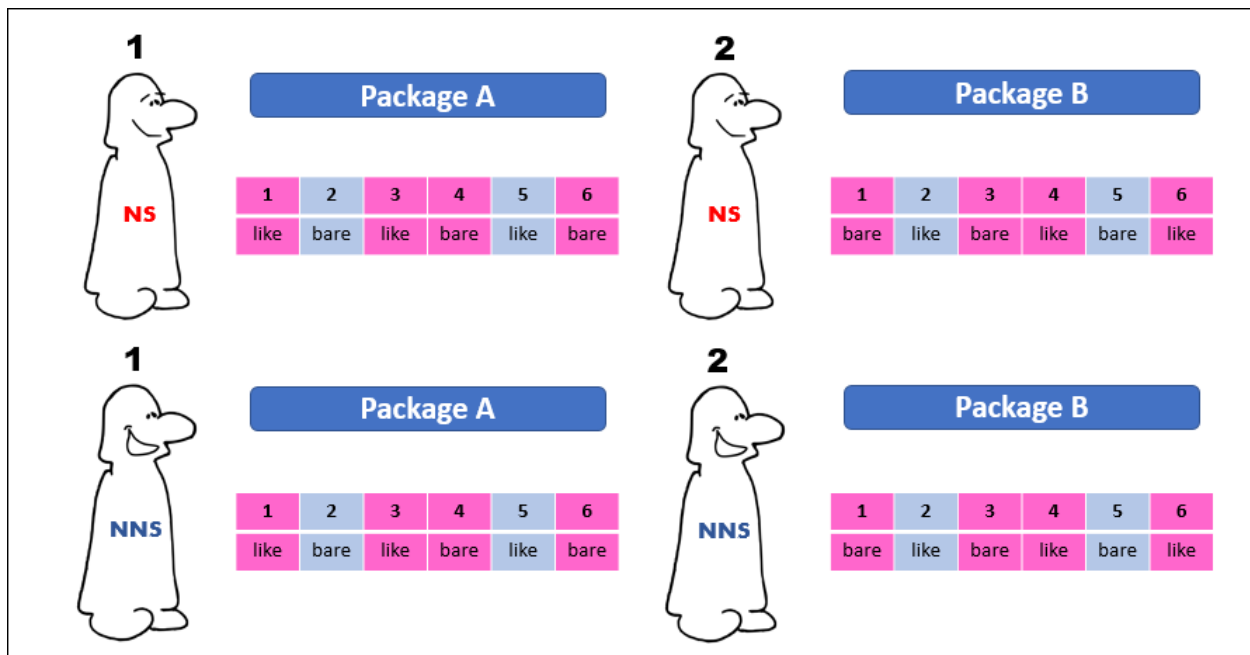 1
Package A
1 2 3 4 5 6
like bare like bare like bare
NS
2
Package B
1 2 3 4 5 6
bare like bare like bare like
NS
1
Package A
1 2 3 4 5 6
like bare like bare like bare
NNS
2
Package B
1 2 3 4 5 6
bare like bare like bare like
NNS